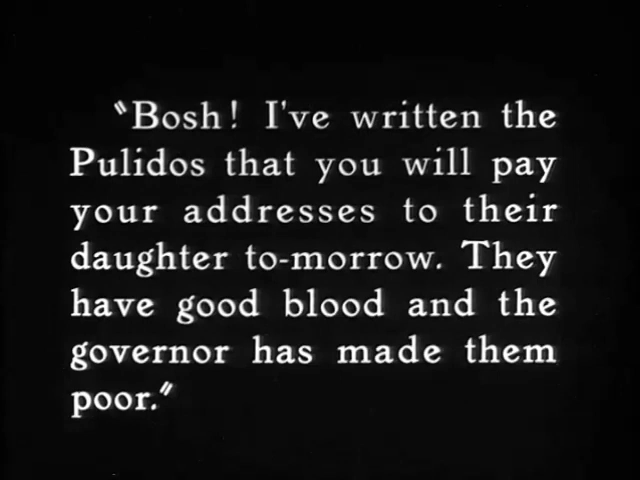 "Bosh! I've written the
Pulidos that you will pay
your addresses to their
daughter to-morrow. They
have good blood and the
governor has made them
poor."